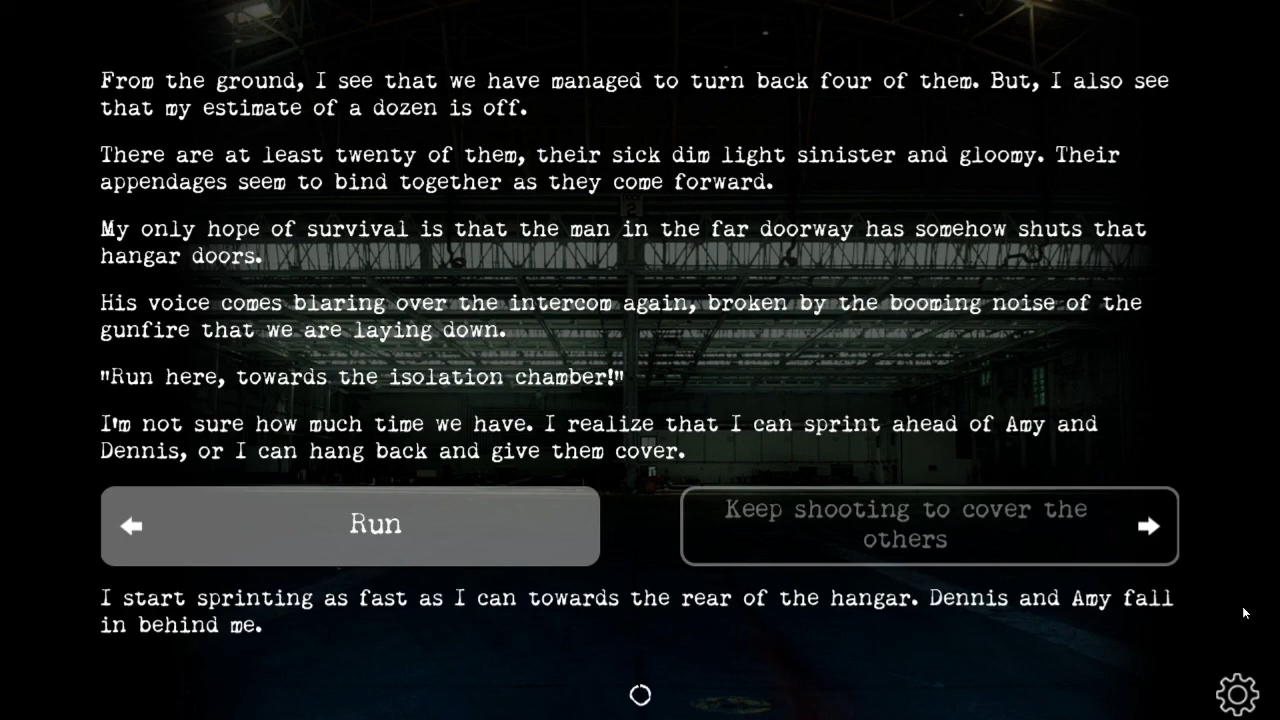 From the ground, I see that we have managed to turn back four of them. But, I also see
that my estimate of a dozen is off.
There are at least twenty of them, their sick dim light sinister and gloomy. Their
appendages seem to bind together as they come forward.
My only hope of survival is that the man in the far doorway has somehow shuts that
hangar doors.
His voice comes blaring over the intercom again, broken by the booming noise of the
gunfire that we are laying down.
"Run here, towards the isolation chamber!"
I'm not sure how much time we have. I realize that I can sprint ahead of Amy and
Dennis, or I can hang back and give them cover.
Run
Keep shooting to cover the
others
I start sprinting as fast as I can towards the rear of the hangar. Dennis and Amy fall
in behind me.